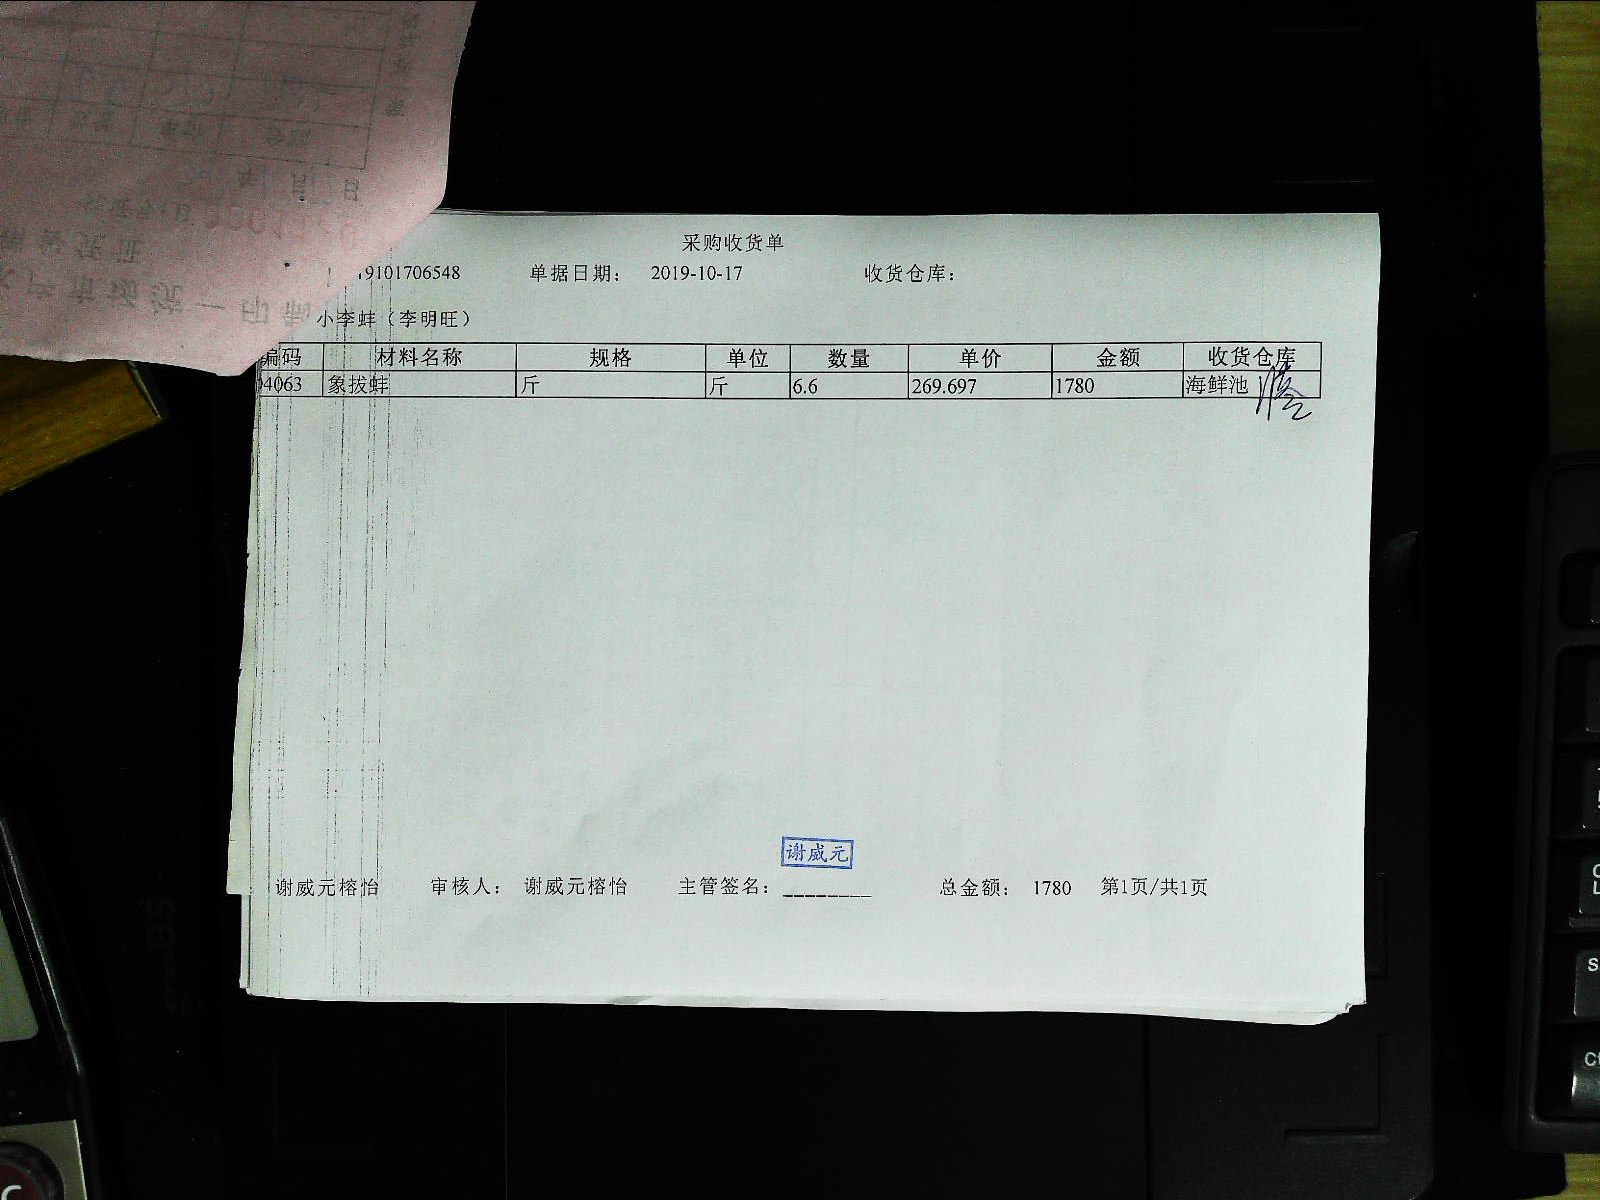 采购收货单
19101706548 单据日期： 2019-10-17 收货仓库：
小李蚌（李明旺）
编码 材料名称 规格 单位 数量 单价 金额 收货仓库
4063 象拔蚌 斤 斤 6.6 269.697 1780 海鲜池
谢威元
谢威元榕怡 审核人： 谢威元榕怡 主管签名：________ 总金额： 1780 第1页/共1页